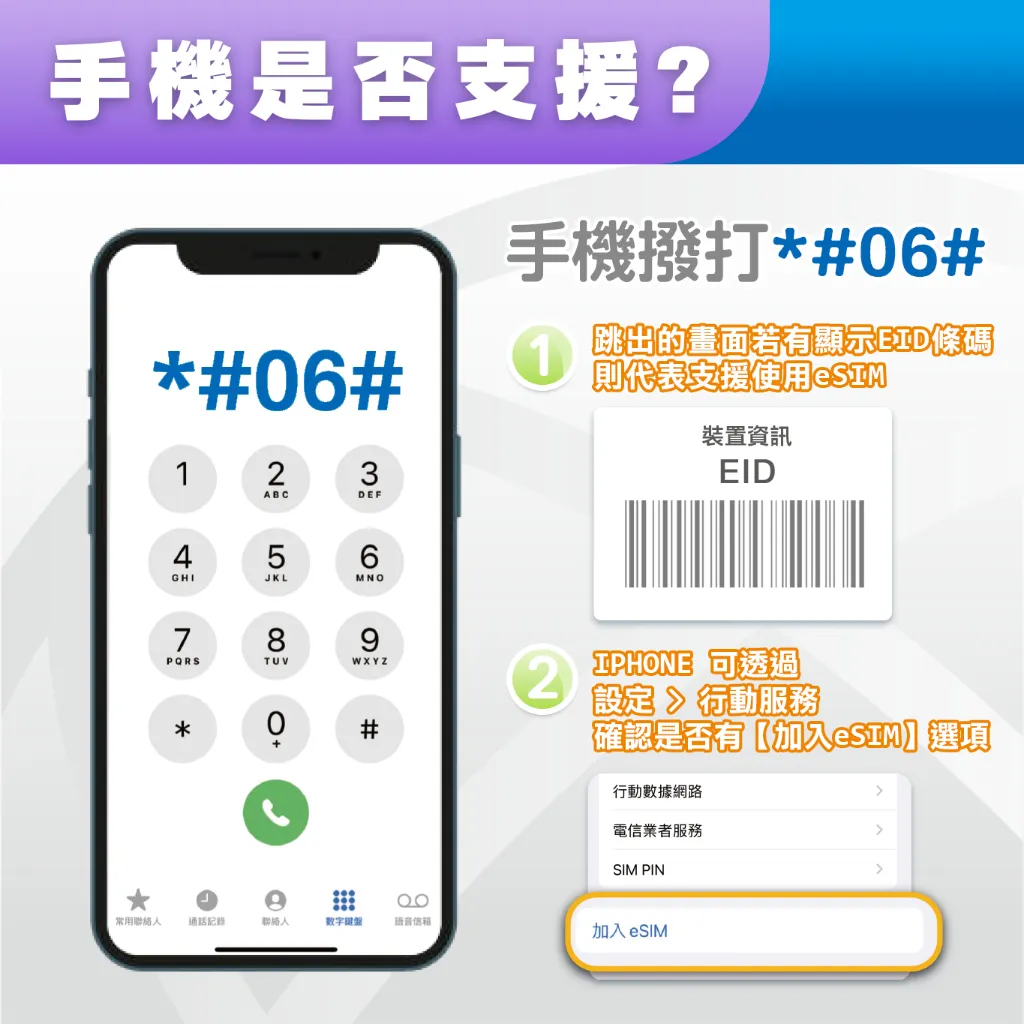 手機是否支援?
手機撥打*#06#
*#06#
1
2
ABC
3
DEF
4
GHI
5
JKL
6
MNO
7
PQRS
8
TUV
9
WXYZ
*
0
+
#
常用聯絡人
通話記錄
聯絡人
數字鍵盤
語音信箱
1
跳出的畫面若有顯示EID條碼
則代表支援使用eSIM
裝置資訊
EID
2
IPHONE 可透過
設定 > 行動服務
確認是否有【加入eSIM】選項
行動數據網路
電信業者服務
SIM PIN
加入 eSIM